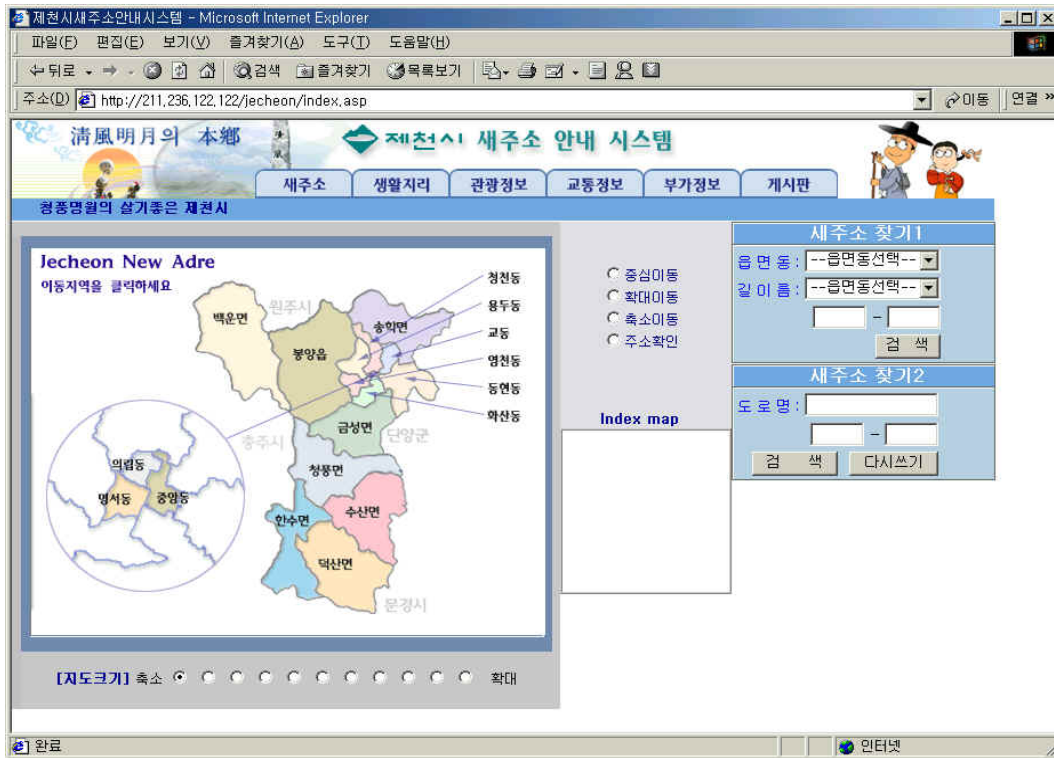 제천시새주소안내시스템 - Microsoft Internet Explorer
파일(F) 편집(E) 보기(V) 즐겨찾기(A) 도구(T) 도움말(H)
뒤로 검색 즐겨찾기 목록보기
주소(D) http://211,236,122,122/jecheon/index,asp 이동 연결 »
清風明月의 本鄕
제천시 새주소 안내 시스템
새주소 생활지리 관광정보 교통정보 부가정보 게시판
청풍명월의 살기좋은 제천시
Jecheon New Adre
이동지역을 클릭하세요
원주시
백운면
봉양읍
송학면
청전동
용두동
교동
영천동
동현동
화산동
금성면
단양군
충주시
청풍면
의림동
명서동
중앙동
한수면
수산면
덕산면
문경시
[지도크기] 축소 확대
중심이동
확대이동
축소이동
주소확인
Index map
새주소 찾기1
읍 면 동 : --읍면동선택--
길 이 름 : --읍면동선택--
-
검 색
새주소 찾기2
도 로 명 :
-
검 색 다시쓰기
완료 인터넷